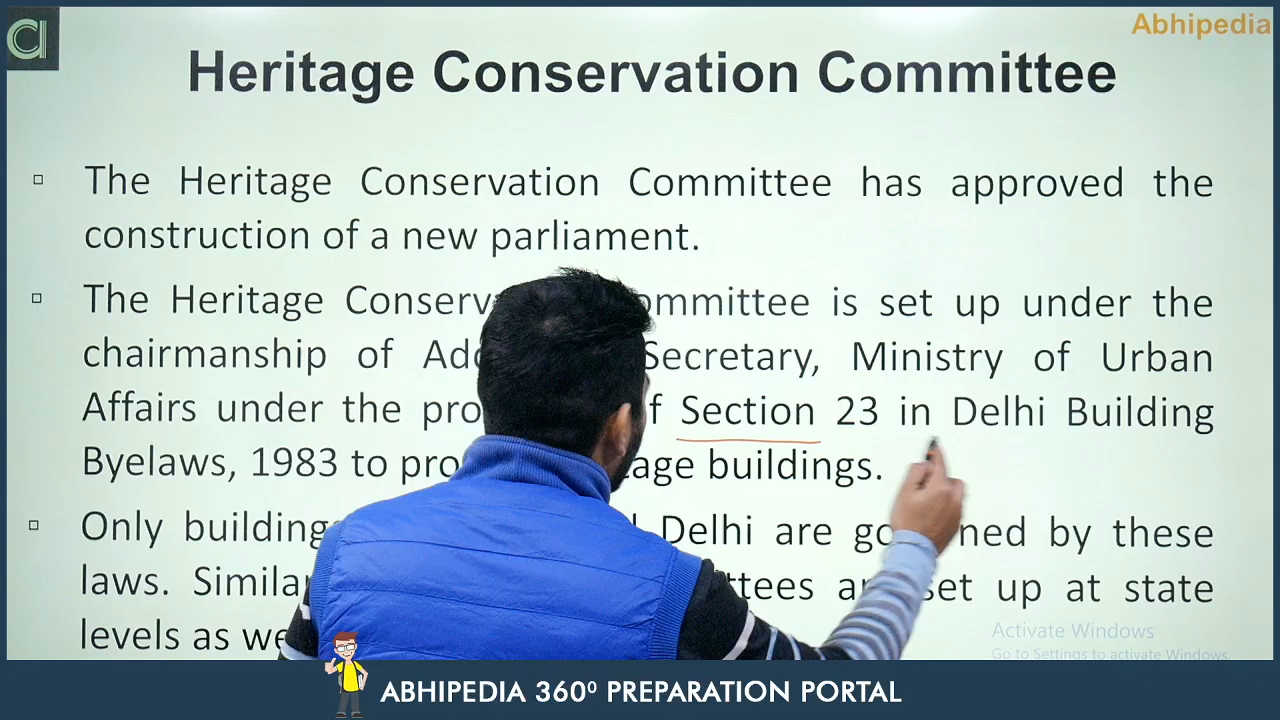 Abhipedia
Heritage Conservation Committee
The Heritage Conservation Committee has approved the
construction of a new parliament.
The Heritage Conserv ommittee is set up under the
chairmanship of Add Secretary, Ministry of Urban
Affairs under the pro f Section 23 in Delhi Building
Byelaws, 1983 to pro age buildings.
Only building Delhi are go ned by these
laws. Simila ttees a set up at state
levels as we
Activate Windows
Go to Settings to activate Windows.
ABHIPEDIA 360⁰ PREPARATION PORTAL